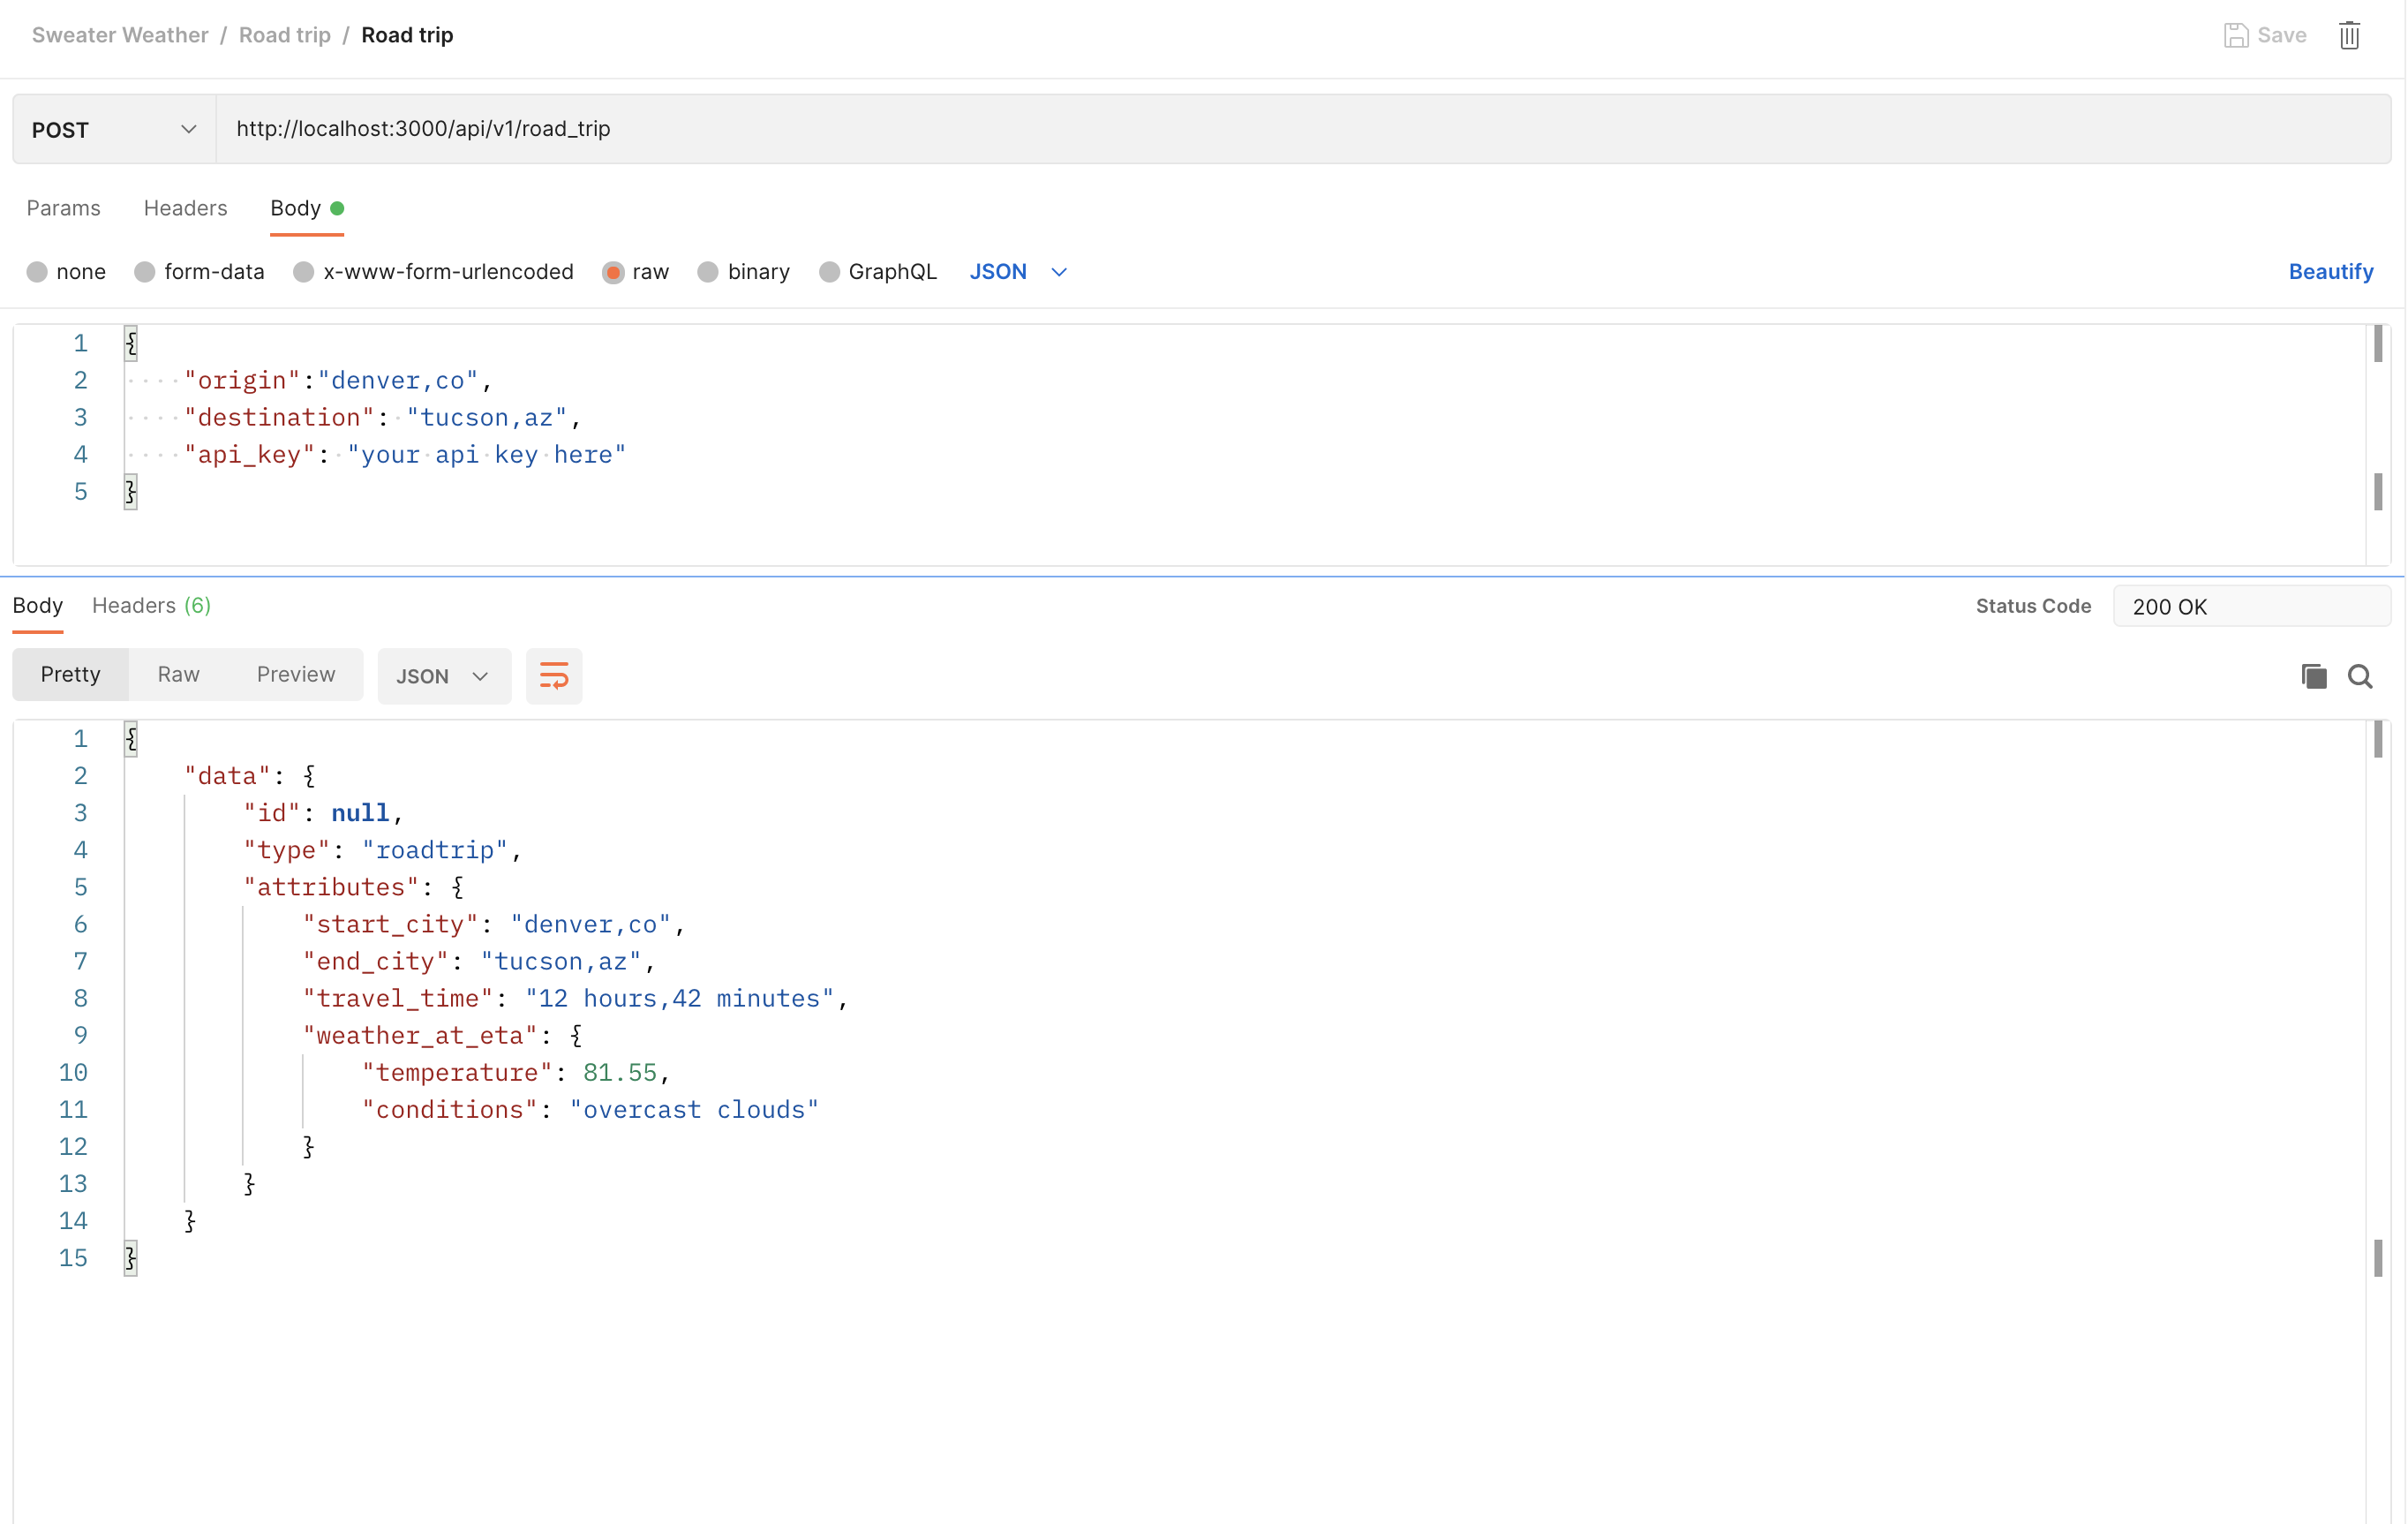 Sweater Weather / Road trip / Road trip Save
POST http://localhost:3000/api/v1/road_trip
Params Headers Body
none form-data x-www-form-urlencoded raw binary GraphQL JSON Beautify
1 {
2 "origin":"denver,co",
3 "destination": "tucson,az",
4 "api_key": "your api key here"
5 }
Body Headers (6) Status Code 200 OK
Pretty Raw Preview JSON
1 {
2 "data": {
3 "id": null,
4 "type": "roadtrip",
5 "attributes": {
6 "start_city": "denver,co",
7 "end_city": "tucson,az",
8 "travel_time": "12 hours,42 minutes",
9 "weather_at_eta": {
10 "temperature": 81.55,
11 "conditions": "overcast clouds"
12 }
13 }
14 }
15 }